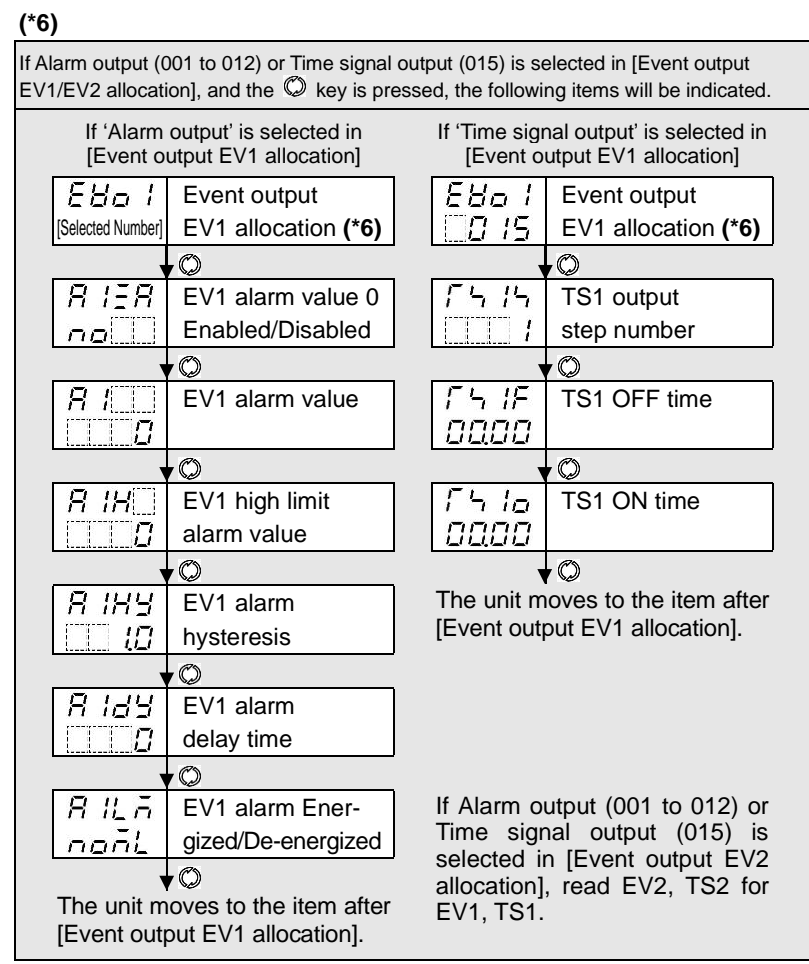 (*6)
If Alarm output (001 to 012) or Time signal output (015) is selected in [Event output
EV1/EV2 allocation], and the key is pressed, the following items will be indicated.
If 'Alarm output' is selected in
[Event output EV1 allocation]
EVo1 Event output
[Selected Number] EV1 allocation (*6)
EV1 alarm value 0
no Enabled/Disabled
A1 EV1 alarm value
0
A1H EV1 high limit
0 alarm value
A1HY EV1 alarm
1.0 hysteresis
A1dY EV1 alarm
0 delay time
A1LM EV1 alarm Ener-
noML gized/De-energized
The unit moves to the item after
[Event output EV1 allocation].
If 'Time signal output' is selected in
[Event output EV1 allocation]
EVo1 Event output
015 EV1 allocation (*6)
TS1S TS1 output
1 step number
TS1F TS1 OFF time
00.00
TS1o TS1 ON time
00.00
The unit moves to the item after
[Event output EV1 allocation].
If Alarm output (001 to 012) or
Time signal output (015) is
selected in [Event output EV2
allocation], read EV2, TS2 for
EV1, TS1.